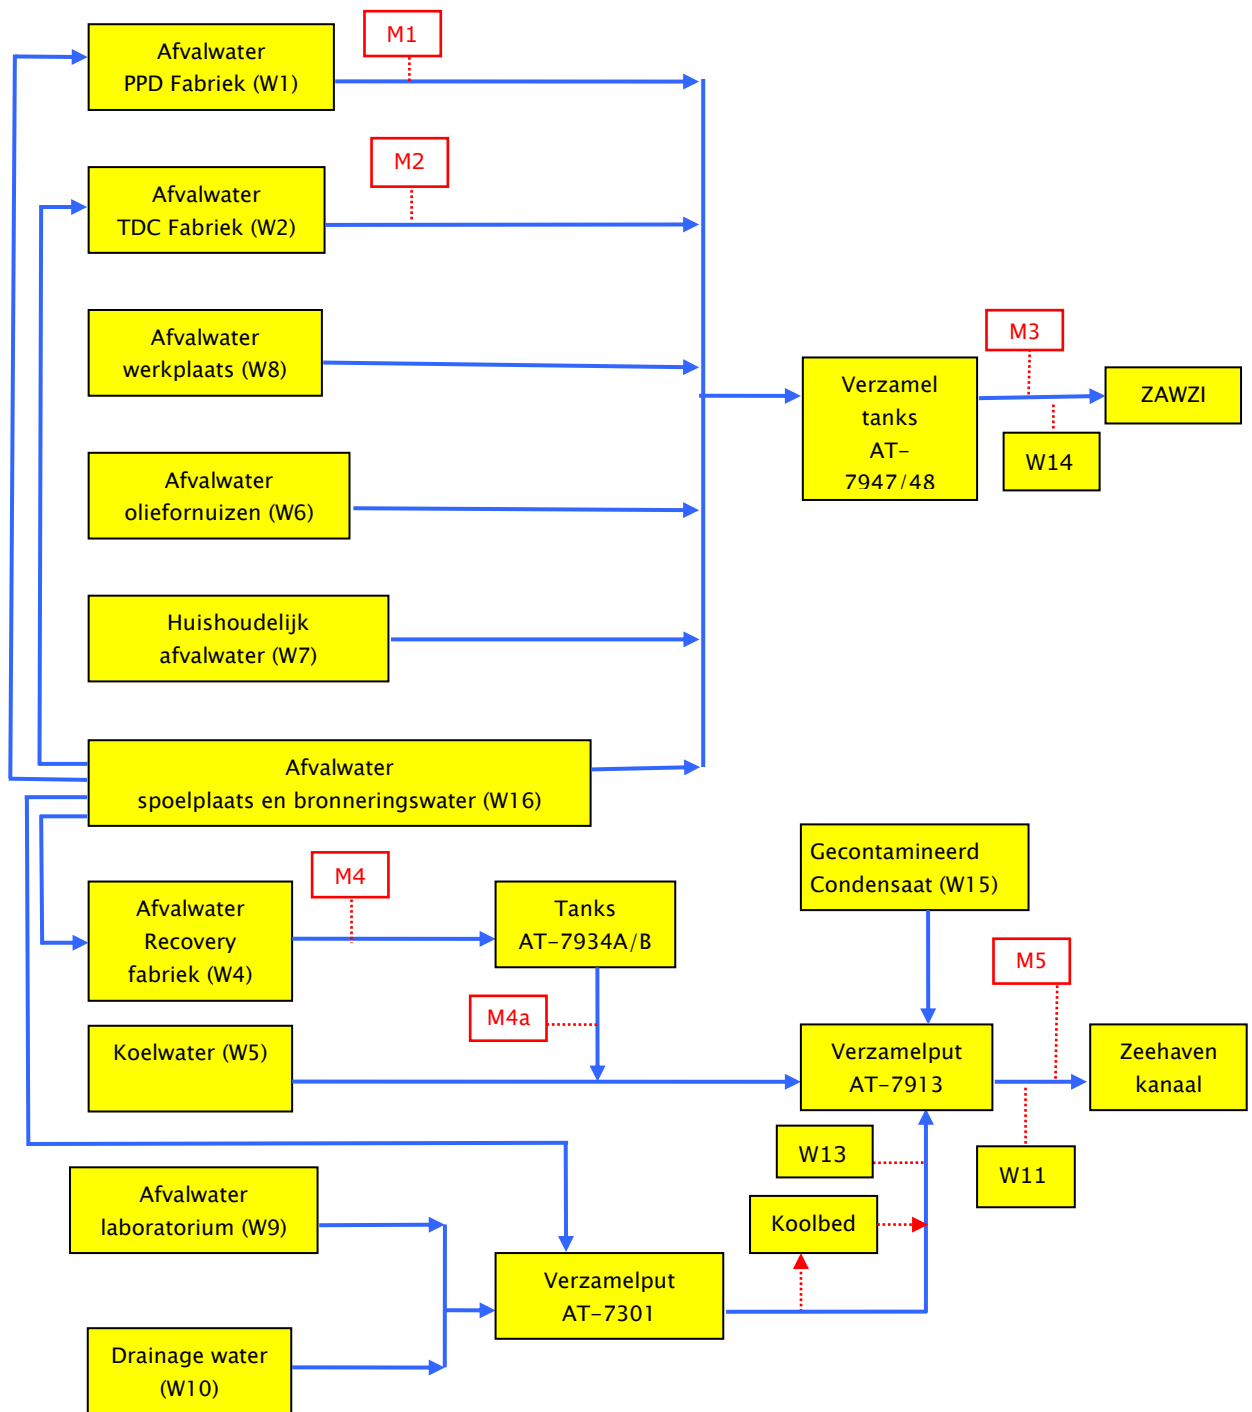 M1
Afvalwater
PPD Fabriek (W1)
M2
Afvalwater
TDC Fabriek (W2)
Afvalwater
werkplaats (W8)
M3
Verzamel
tanks
AT-
7947/48
ZAWZI
W14
Afvalwater
oliefornuizen (W6)
Huishoudelijk
afvalwater (W7)
Afvalwater
spoelplaats en bronneringswater (W16)
Gecontamineerd
Condensaat (W15)
M4
Afvalwater
Recovery
fabriek (W4)
Tanks
AT-7934A/B
M5
M4a
Koelwater (W5)
Verzamelput
AT-7913
Zeehaven
kanaal
W13
W11
Afvalwater
laboratorium (W9)
Koolbed
Verzamelput
AT-7301
Drainage water
(W10)